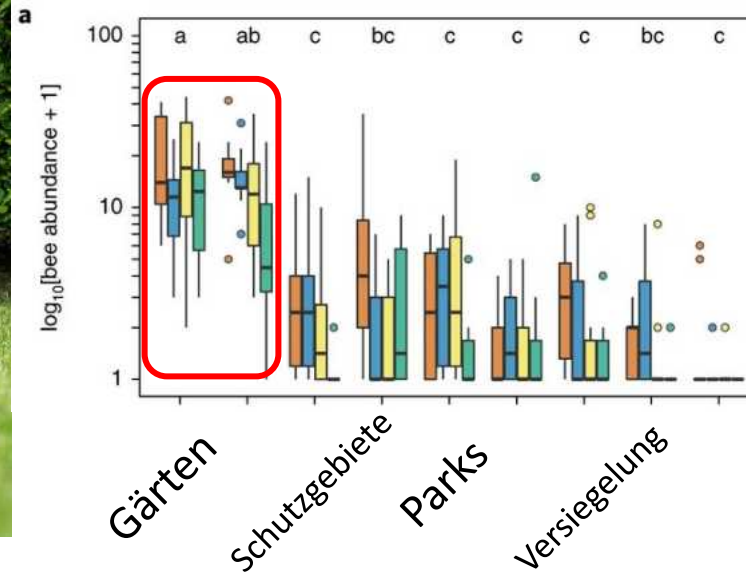 a
100
10
1
log10[bee abundance + 1]
a ab c bc c c c bc c
Gärten
Schutzgebiete
Parks
Versiegelung